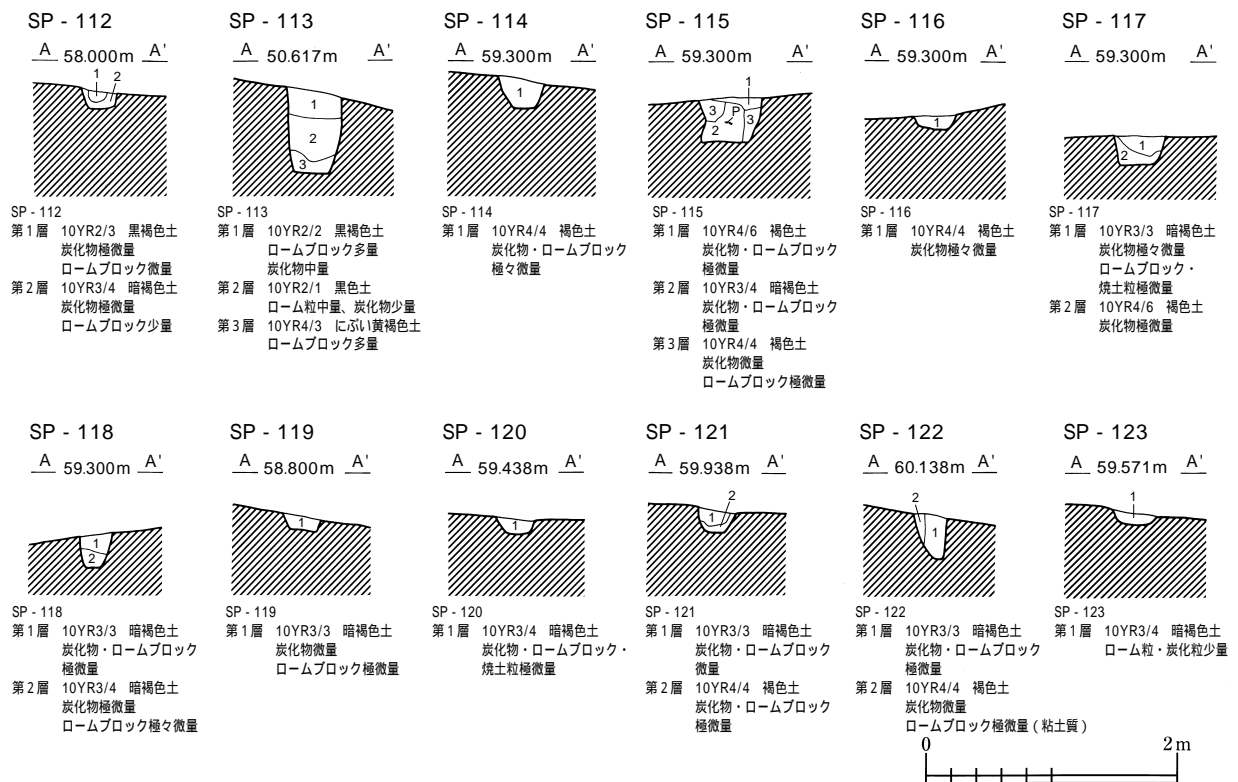 SP - 112
A 58.000m A'
1 2
SP - 112
第1層 10YR2/3 黒褐色土
炭化物極微量
ロームブロック微量
第2層 10YR3/4 暗褐色土
炭化物極微量
ロームブロック少量
SP - 113
A 50.617m A'
1
2
3
SP - 113
第1層 10YR2/2 黒褐色土
ロームブロック多量
炭化物中量
第2層 10YR2/1 黒色土
ローム粒中量、炭化物少量
第3層 10YR4/3 にぶい黄褐色土
ロームブロック多量
SP - 114
A 59.300m A'
1
SP - 114
第1層 10YR4/4 褐色土
炭化物・ロームブロック
極々微量
SP - 115
A 59.300m A'
1
3 P 3
2
SP - 115
第1層 10YR4/6 褐色土
炭化物・ロームブロック
極微量
第2層 10YR3/4 暗褐色土
炭化物・ロームブロック
極微量
第3層 10YR4/4 褐色土
炭化物微量
ロームブロック極微量
SP - 116
A 59.300m A'
1
SP - 116
第1層 10YR4/4 褐色土
炭化物極々微量
SP - 117
A 59.300m A'
1
2
SP - 117
第1層 10YR3/3 暗褐色土
炭化物極々微量
ロームブロック・
焼土粒極微量
第2層 10YR4/6 褐色土
炭化物極微量
SP - 118
A 59.300m A'
1
2
SP - 118
第1層 10YR3/3 暗褐色土
炭化物・ロームブロック
極微量
第2層 10YR3/4 暗褐色土
炭化物極微量
ロームブロック極々微量
SP - 119
A 58.800m A'
1
SP - 119
第1層 10YR3/3 暗褐色土
炭化物微量
ロームブロック極微量
SP - 120
A 59.438m A'
1
SP - 120
第1層 10YR3/4 暗褐色土
炭化物・ロームブロック・
焼土粒極微量
SP - 121
A 59.938m A'
2
1
SP - 121
第1層 10YR3/3 暗褐色土
炭化物・ロームブロック
微量
第2層 10YR4/4 褐色土
炭化物・ロームブロック
極微量
SP - 122
A 60.138m A'
2
1
SP - 122
第1層 10YR3/3 暗褐色土
炭化物・ロームブロック
極微量
第2層 10YR4/4 褐色土
炭化物微量
ロームブロック極微量(粘土質)
SP - 123
A 59.571m A'
1
SP - 123
第1層 10YR3/4 暗褐色土
ローム粒・炭化粒少量
0 2m